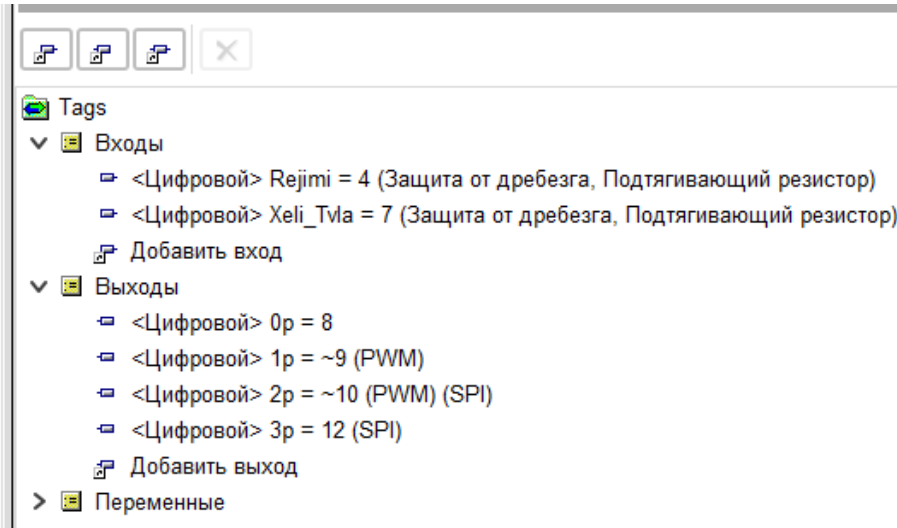 Tags
Входы
<Цифровой> Rejimi = 4 (Защита от дребезга, Подтягивающий резистор)
<Цифровой> Xeli_Tvla = 7 (Защита от дребезга, Подтягивающий резистор)
Добавить вход
Выходы
<Цифровой> 0p = 8
<Цифровой> 1p = ~9 (PWM)
<Цифровой> 2p = ~10 (PWM) (SPI)
<Цифровой> 3p = 12 (SPI)
Добавить выход
Переменные